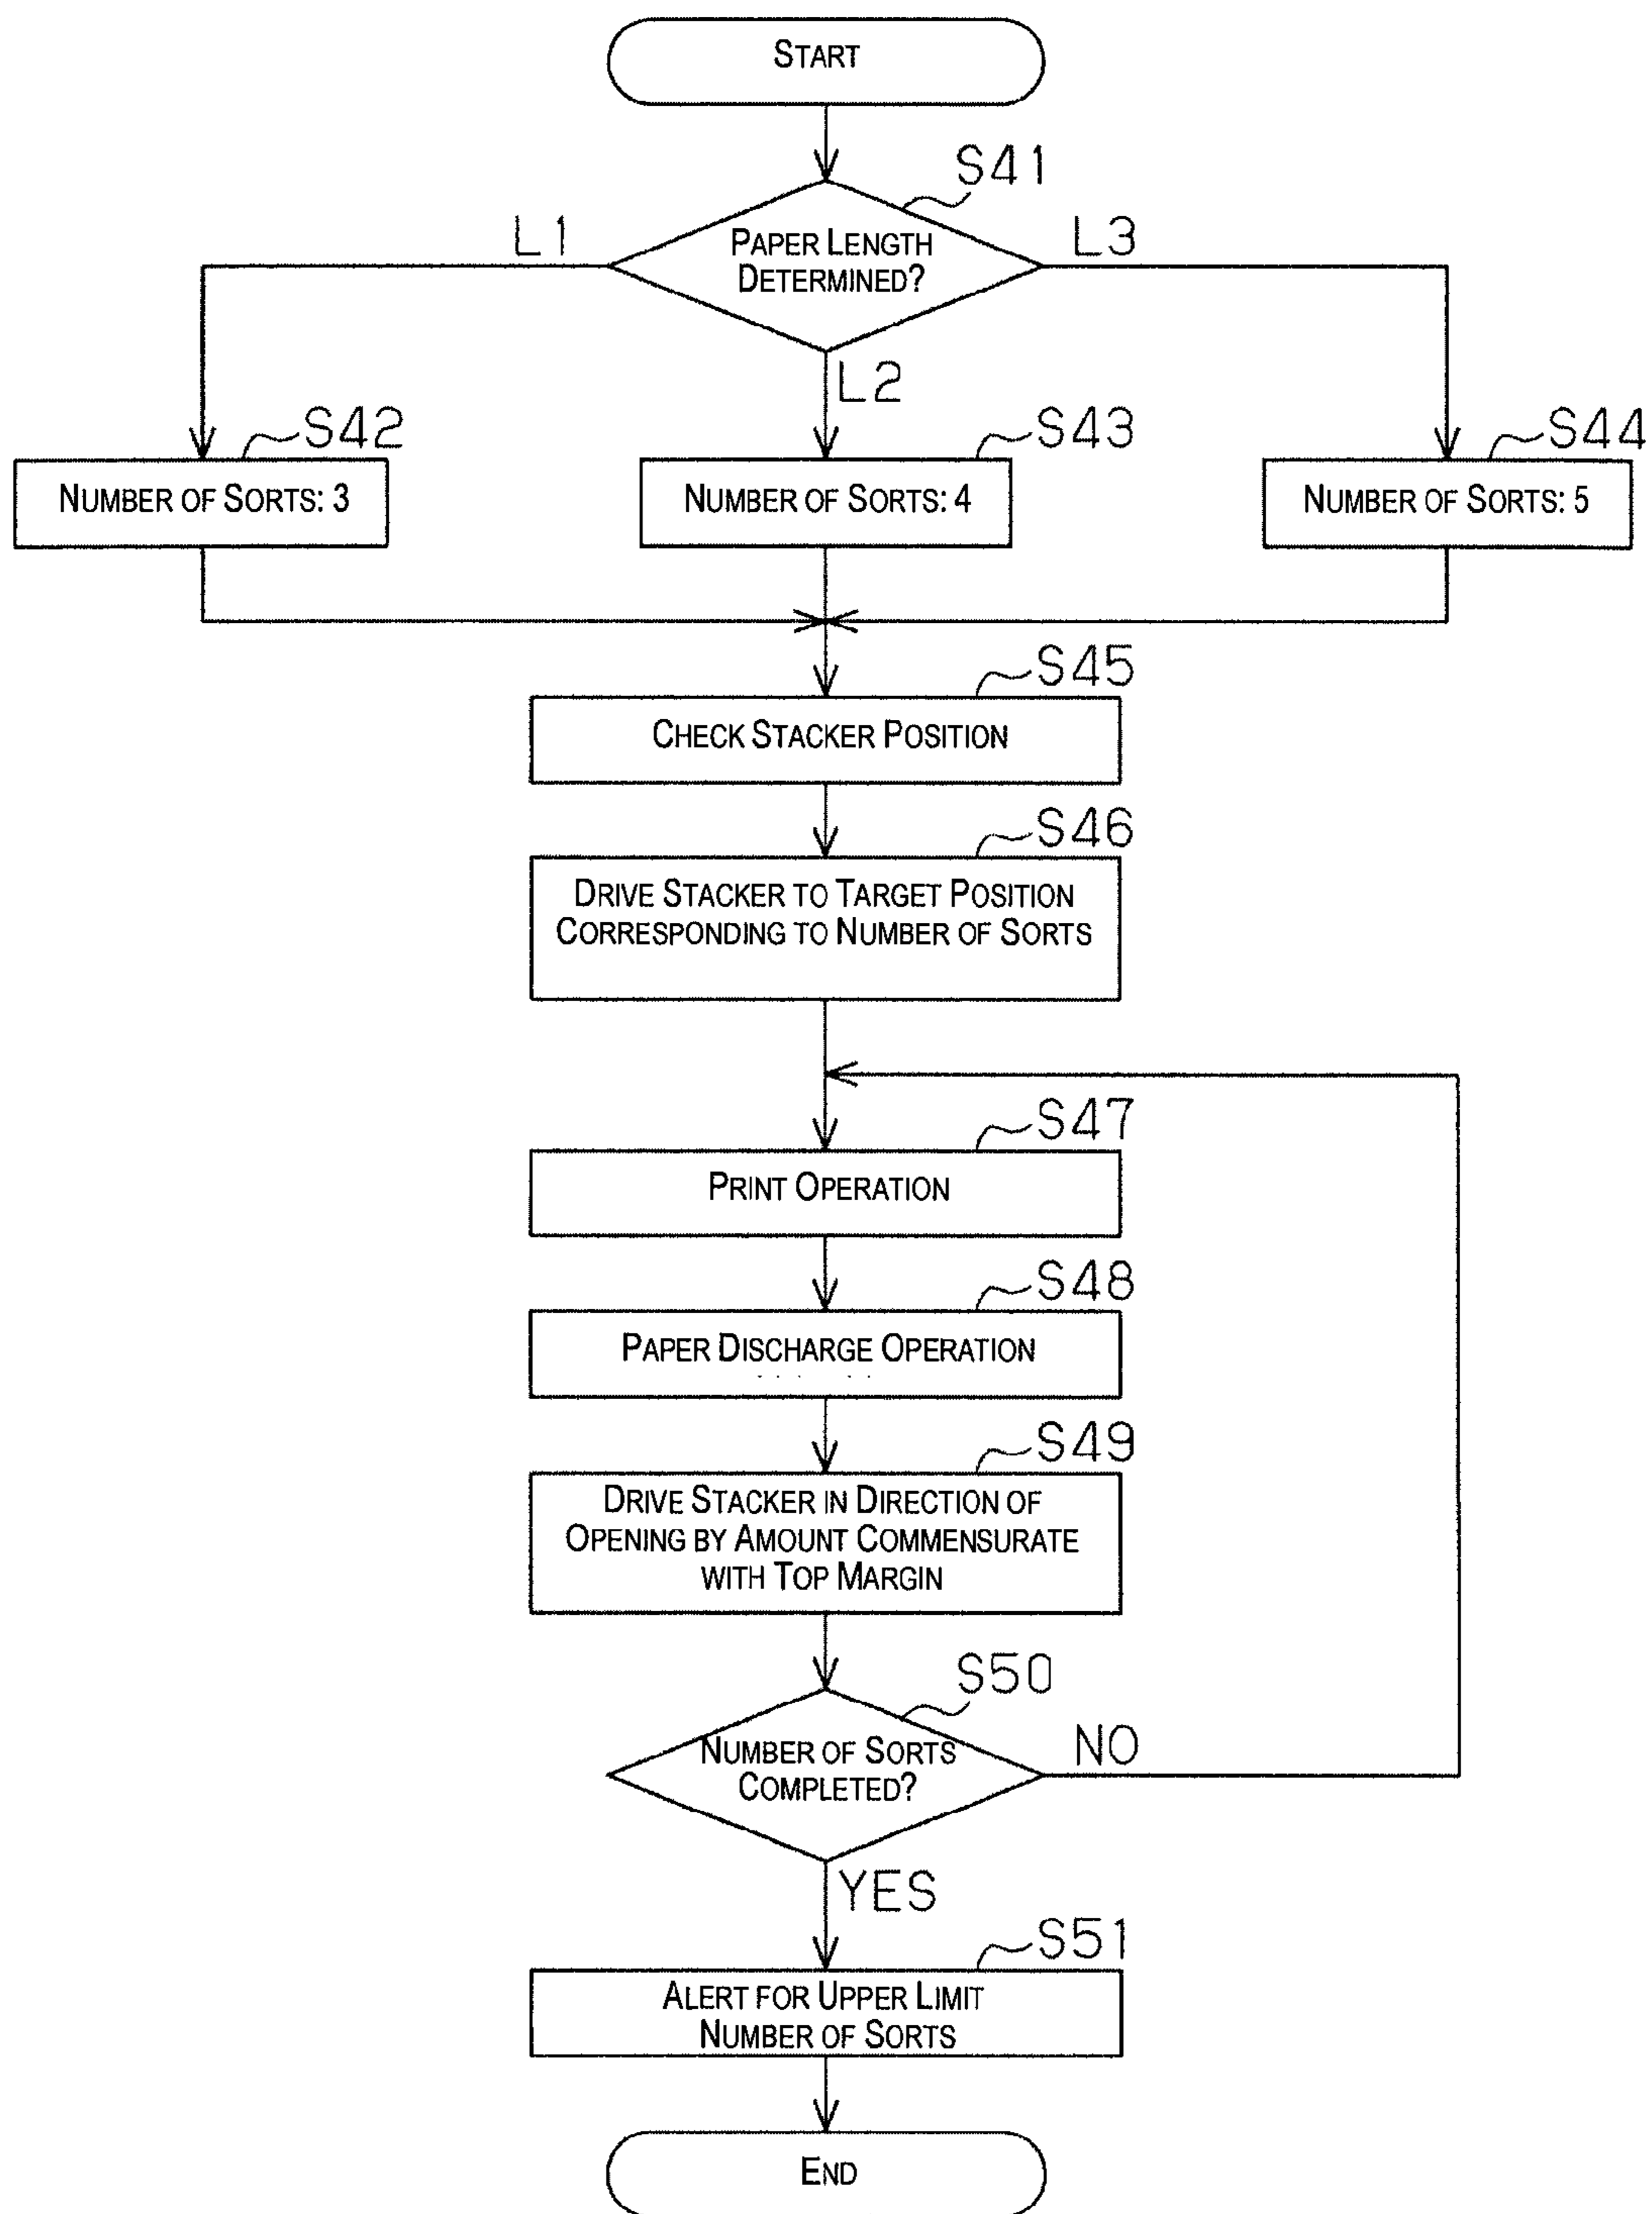 START
S41
L1
PAPER LENGTH
DETERMINED?
L3
L2
S42
S43
S44
NUMBER OF SORTS: 3
NUMBER OF SORTS: 4
NUMBER OF SORTS: 5
S45
CHECK STACKER POSITION
S46
DRIVE STACKER TO TARGET POSITION
CORRESPONDING TO NUMBER OF SORTS
S47
PRINT OPERATION
S48
PAPER DISCHARGE OPERATION
S49
DRIVE STACKER IN DIRECTION OF
OPENING BY AMOUNT COMMENSURATE
WITH TOP MARGIN
S50
NUMBER OF SORTS
COMPLETED?
NO
YES
S51
ALERT FOR UPPER LIMIT
NUMBER OF SORTS
END